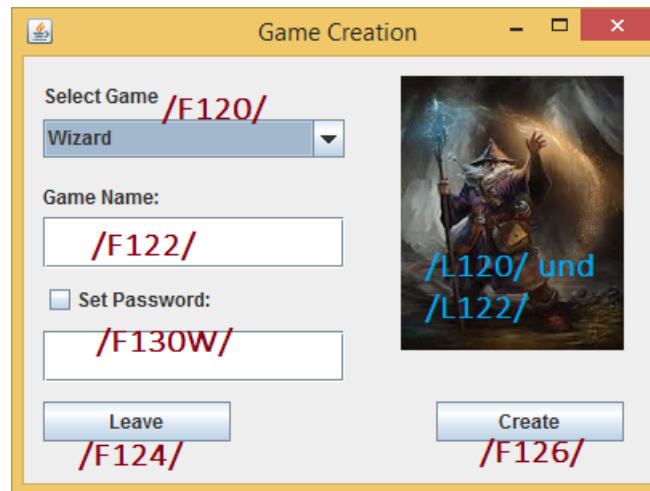 Game Creation
Select Game
/F120/
Wizard
Game Name:
/F122/
/L120/ und
/L122/
Set Password:
/F130W/
Leave
Create
/F124/
/F126/